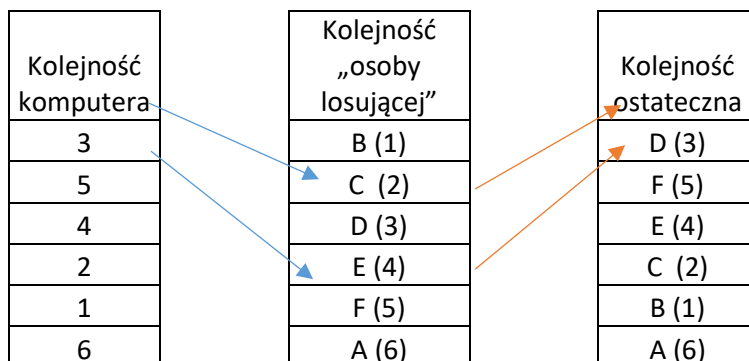 Kolejność
komputera
3
5
4
2
1
6
Kolejność
„osoby
losującej”
B (1)
C (2)
D (3)
E (4)
F (5)
A (6)
Kolejność
ostateczna
D (3)
F (5)
E (4)
C (2)
B (1)
A (6)